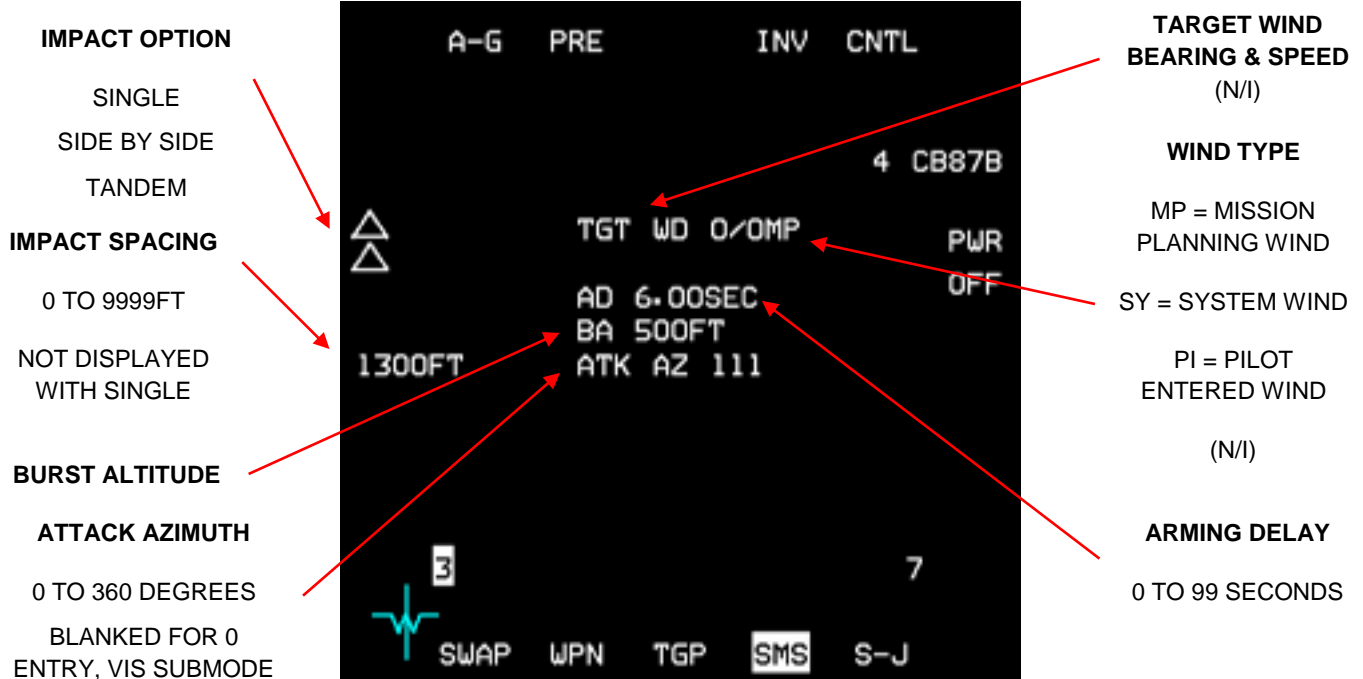 IMPACT OPTION
SINGLE
SIDE BY SIDE
TANDEM
IMPACT SPACING
0 TO 9999FT
NOT DISPLAYED
WITH SINGLE
BURST ALTITUDE
ATTACK AZIMUTH
0 TO 360 DEGREES
BLANKED FOR 0
ENTRY, VIS SUBMODE
A-G PRE INV CNTL
4 CB87B
TGT WD 0/0MP
PWR
OFF
AD 6.00SEC
BA 500FT
1300FT ATK AZ 111
3 7
SWAP WPN TGP SMS S-J
TARGET WIND
BEARING & SPEED
(N/I)
WIND TYPE
MP = MISSION
PLANNING WIND
SY = SYSTEM WIND
PI = PILOT
ENTERED WIND
(N/I)
ARMING DELAY
0 TO 99 SECONDS